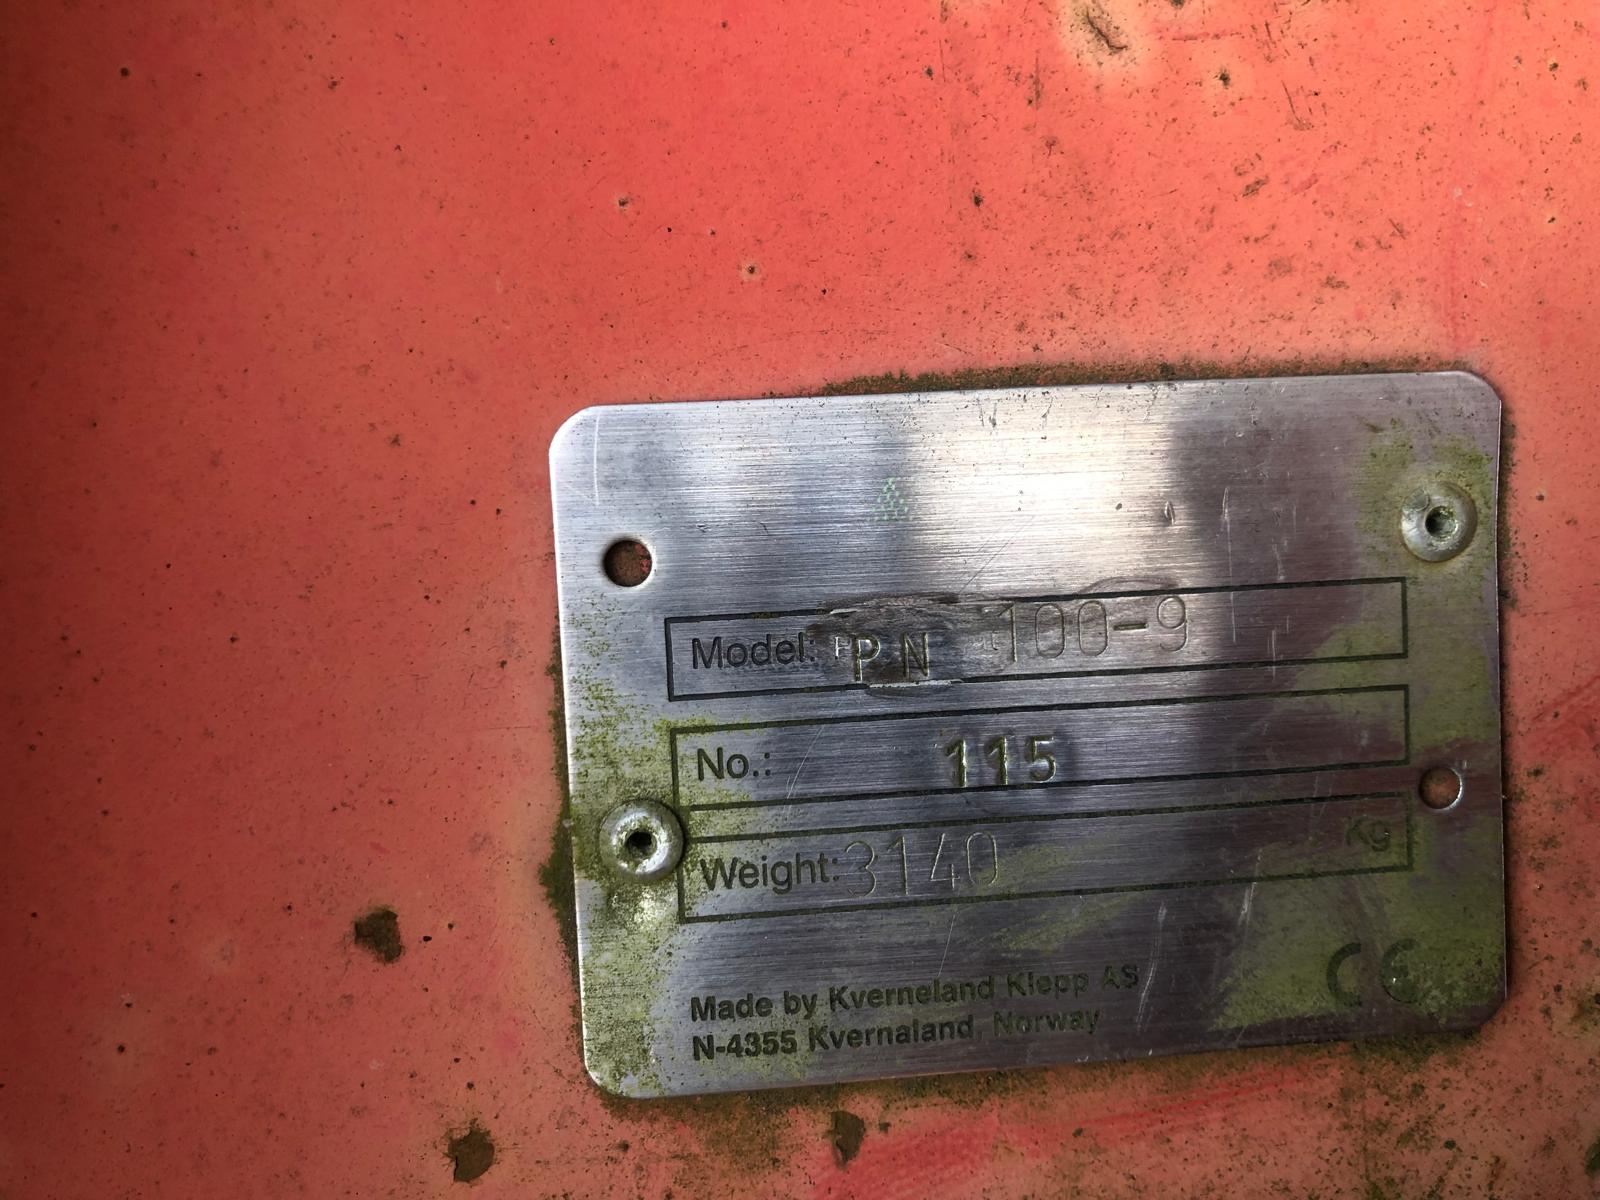 Model: PN 100-9
No.: 115
Weight: 3140 Kg
Made by Kverneland Klepp AS
N-4355 Kvernaland, Norway
CE